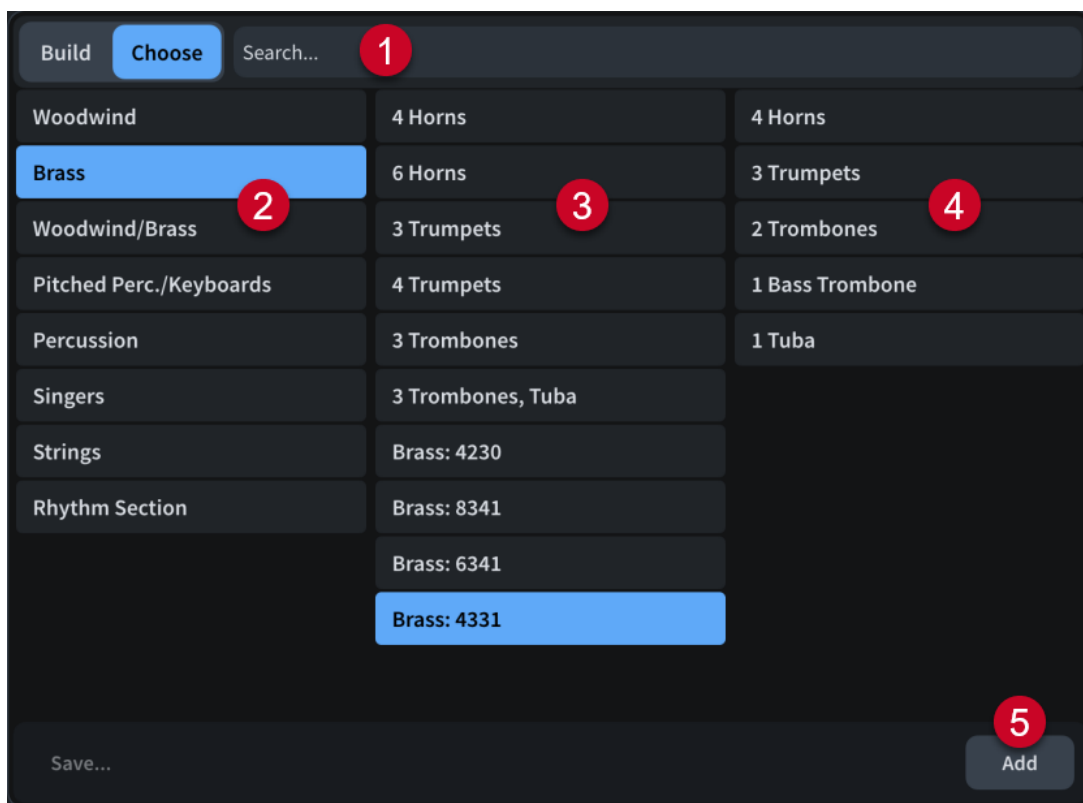 Build Choose Search... 1
Woodwind
Brass
2
Woodwind/Brass
Pitched Perc./Keyboards
Percussion
Singers
Strings
Rhythm Section
4 Horns
6 Horns
3
3 Trumpets
4 Trumpets
3 Trombones
3 Trombones, Tuba
Brass: 4230
Brass: 8341
Brass: 6341
Brass: 4331
4 Horns
3 Trumpets
4
2 Trombones
1 Bass Trombone
1 Tuba
5
Save... Add